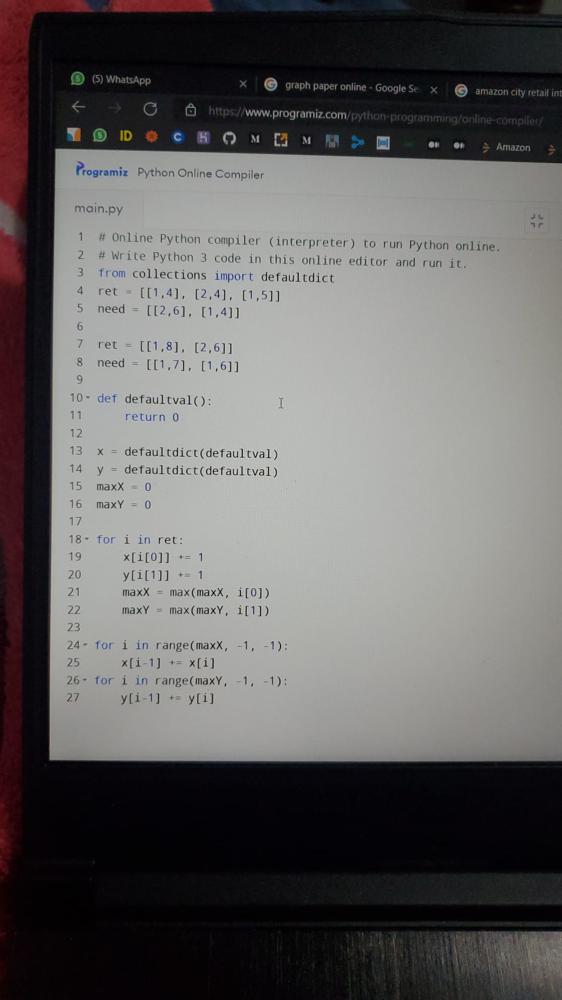 (5) WhatsApp
graph paper online - Google Se
amazon city retail int
https://www.programiz.com/python-programming/online-compiler/
ID
C
H
M
M
Amazon
Programiz Python Online Compiler
main.py
1 # Online Python compiler (interpreter) to run Python online.
2 # Write Python 3 code in this online editor and run it.
3 from collections import defaultdict
4 ret = [[1,4], [2,4], [1,5]]
5 need = [[2,6], [1,4]]
6
7 ret = [[1,8], [2,6]]
8 need = [[1,7], [1,6]]
9
10 def defaultval():
11     return 0
12
13 x = defaultdict(defaultval)
14 y = defaultdict(defaultval)
15 maxX = 0
16 maxY = 0
17
18 for i in ret:
19     x[i[0]] += 1
20     y[i[1]] += 1
21     maxX = max(maxX, i[0])
22     maxY = max(maxY, i[1])
23
24 for i in range(maxX, -1, -1):
25     x[i-1] += x[i]
26 for i in range(maxY, -1, -1):
27     y[i-1] += y[i]